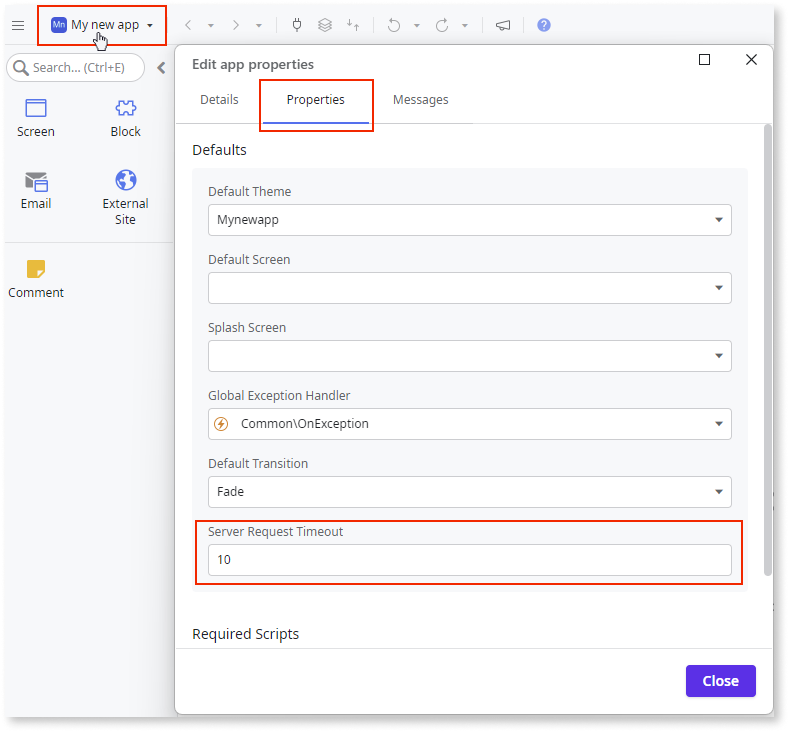 Mn My new app
?
Search... (Ctrl+E)
Screen
Block
Email
External
Site
Comment
Edit app properties
Details
Properties
Messages
Defaults
Default Theme
Mynewapp
Default Screen
Splash Screen
Global Exception Handler
Common\OnException
Default Transition
Fade
Server Request Timeout
10
Required Scripts
Close